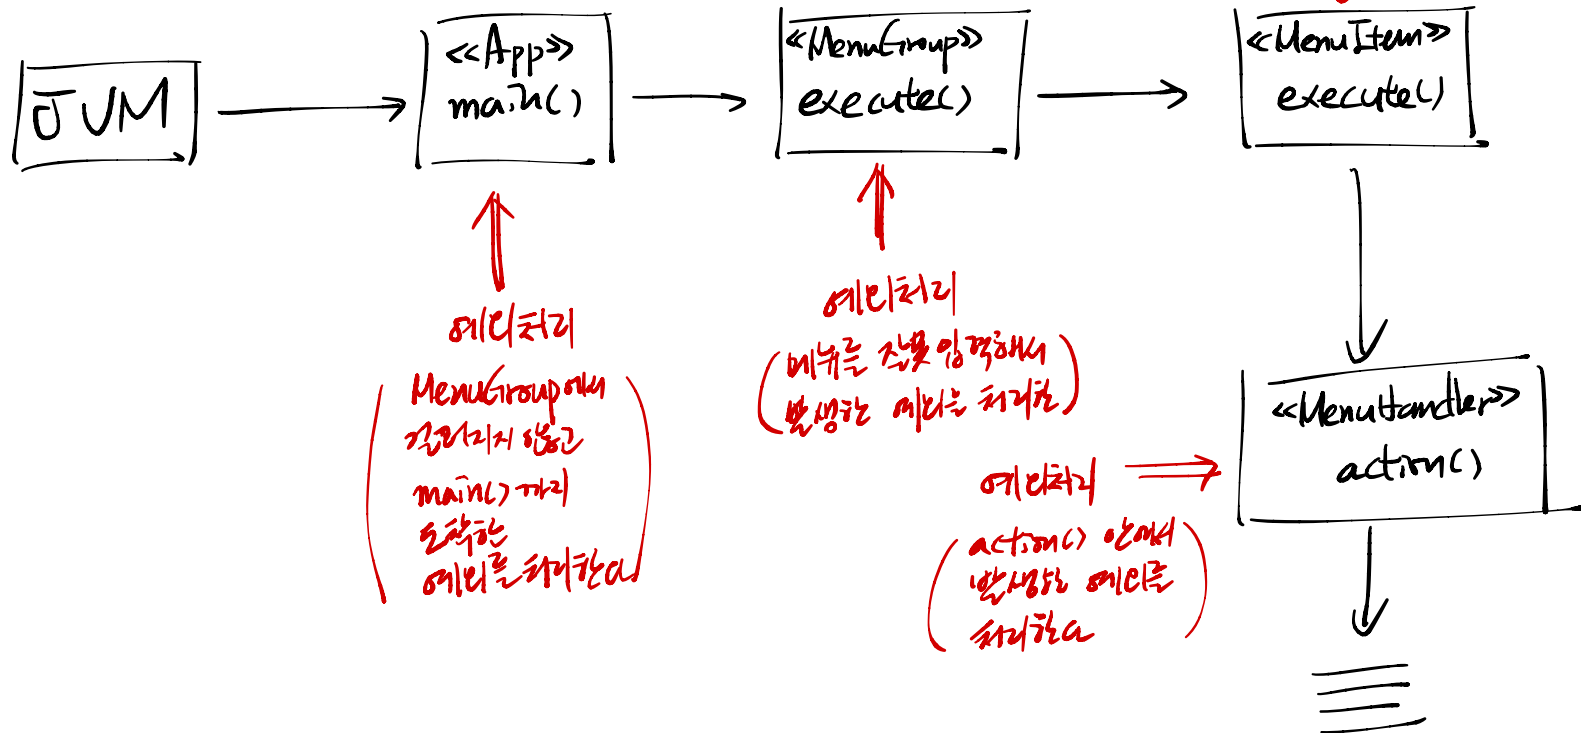 JVM
<<App>>
main()
<<MenuGroup>>
execute()
<<MenuItem>>
execute()
예외처리
MenuGroup에서
걸러지지 않고
main()까지
도착한
예외를 처리한다
예외처리
메뉴를 잘못 입력해서
발생한 예외를 처리한
<<MenuHandler>>
action()
예외처리
action() 안에서
발생한 예외를
처리한다